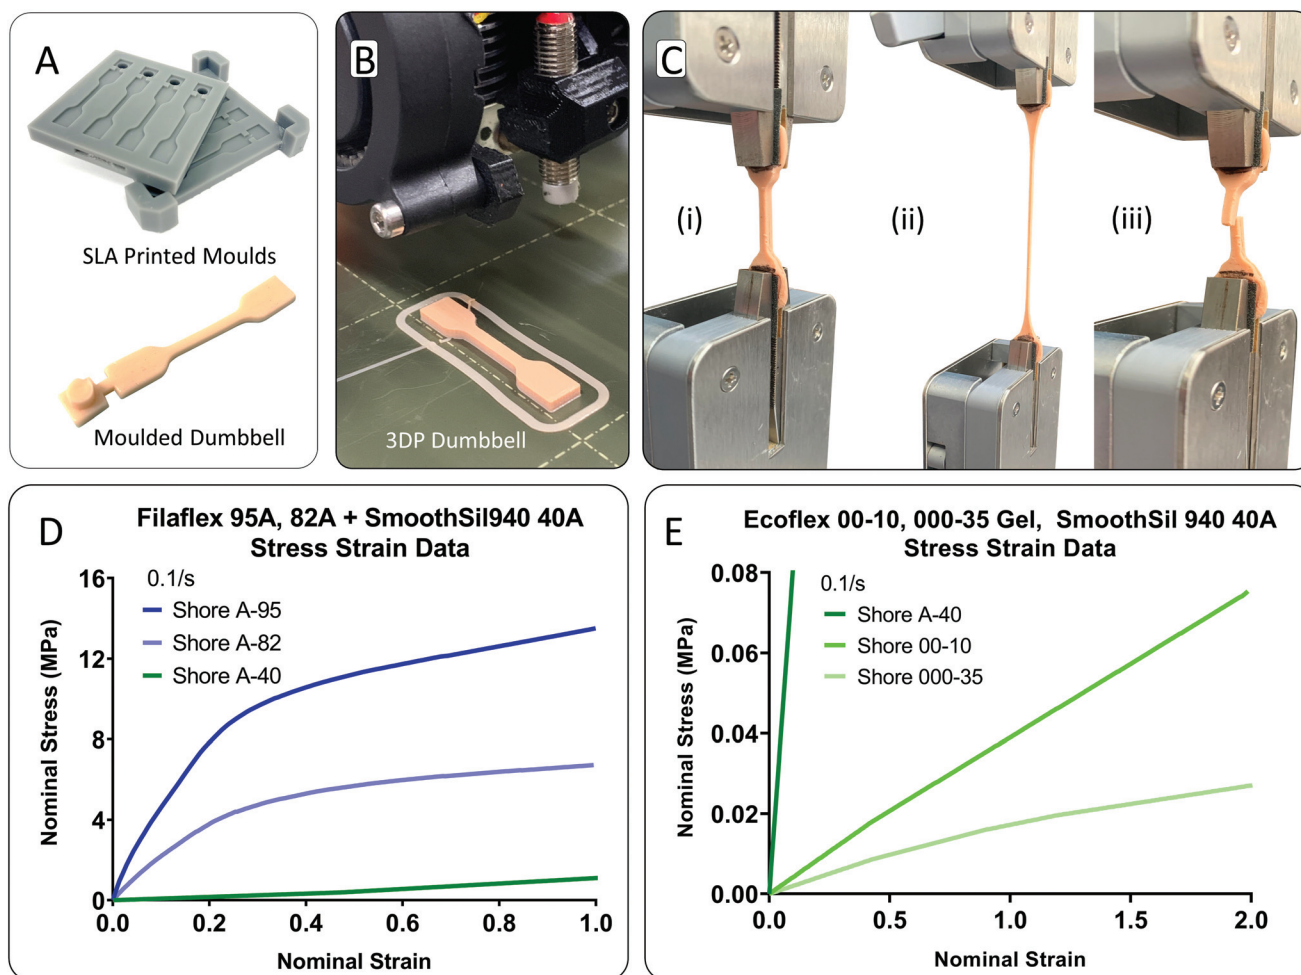 A
SLA Printed Moulds
Moulded Dumbbell
B
3DP Dumbbell
C
(i)
(ii)
(iii)
D
Filaflex 95A, 82A + SmoothSil940 40A
Stress Strain Data
0.1/s
Shore A-95
Shore A-82
Shore A-40
Nominal Stress (MPa)
16
12
8
4
0
0.0 0.2 0.4 0.6 0.8 1.0
Nominal Strain
E
Ecoflex 00-10, 000-35 Gel, SmoothSil 940 40A
Stress Strain Data
0.1/s
Shore A-40
Shore 00-10
Shore 000-35
Nominal Stress (MPa)
0.08
0.06
0.04
0.02
0.00
0.0 0.5 1.0 1.5 2.0
Nominal Strain